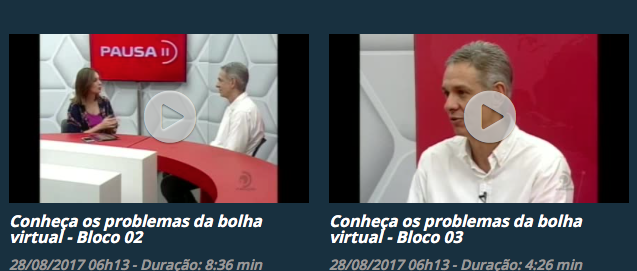 PAUSA
Conheça os problemas da bolha
virtual - Bloco 02
28/08/2017 06h13 - Duração: 8:36 min
Conheça os problemas da bolha
virtual - Bloco 03
28/08/2017 06h13 - Duração: 4:26 min